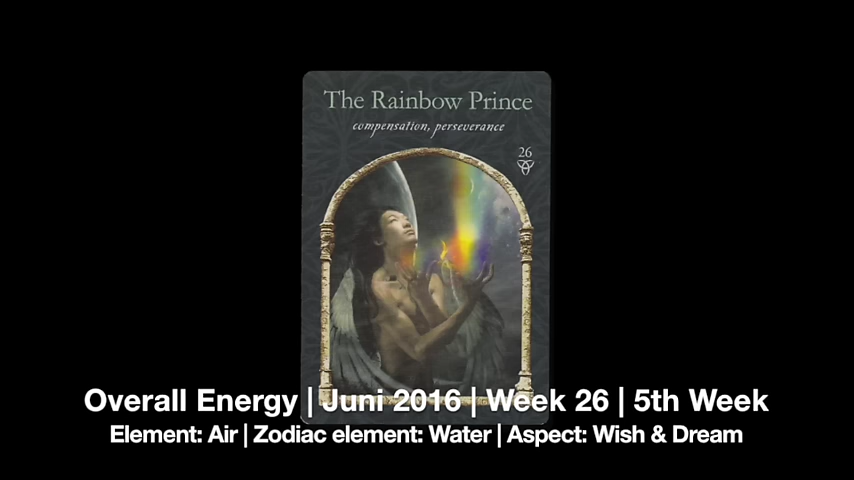 The Rainbow Prince
compensation, perseverance
26
Overall Energy | Juni 2016 | Week 26 | 5th Week
Element: Air | Zodiac element: Water | Aspect: Wish & Dream